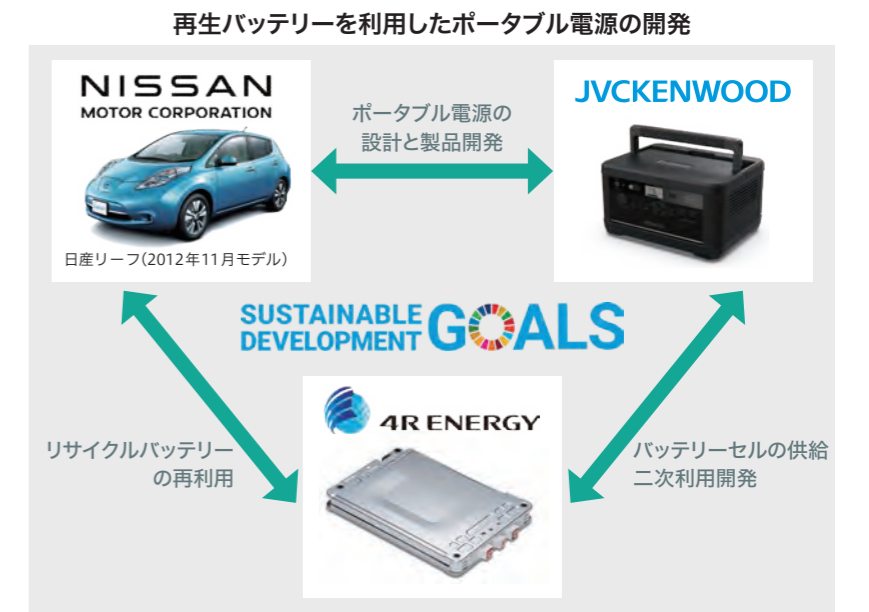 再生バッテリーを利用したポータブル電源の開発
NISSAN
MOTOR CORPORATION
日産リーフ(2012年11月モデル)
ポータブル電源の
設計と製品開発
JVCKENWOOD
SUSTAINABLE
DEVELOPMENT
GOALS
リサイクルバッテリー
の再利用
4R ENERGY
バッテリーセルの供給
二次利用開発